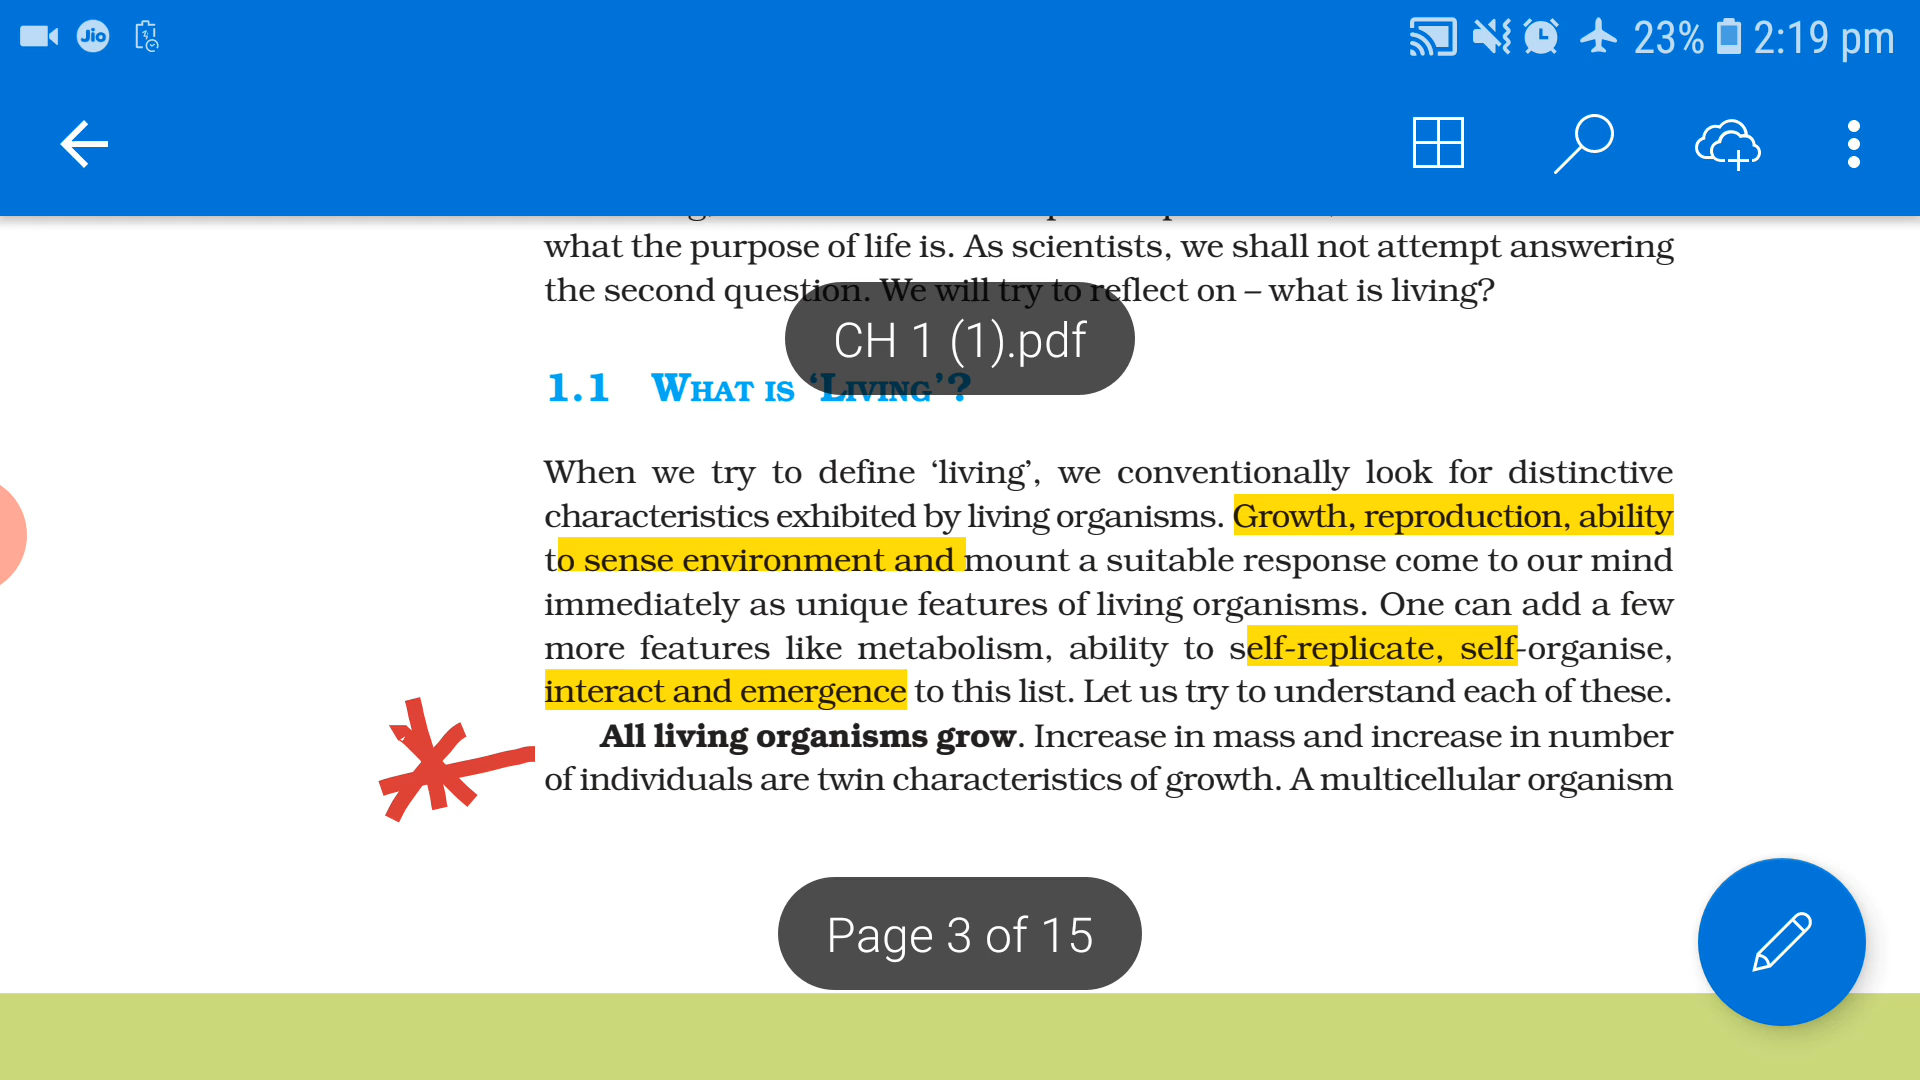 Jio
23% 2:19 pm
what the purpose of life is. As scientists, we shall not attempt answering
the second question. We will try to reflect on – what is living?
CH 1 (1).pdf
1.1 WHAT IS ‘LIVING’?
When we try to define ‘living’, we conventionally look for distinctive
characteristics exhibited by living organisms. Growth, reproduction, ability
to sense environment and mount a suitable response come to our mind
immediately as unique features of living organisms. One can add a few
more features like metabolism, ability to self-replicate, self-organise,
interact and emergence to this list. Let us try to understand each of these.
All living organisms grow. Increase in mass and increase in number
of individuals are twin characteristics of growth. A multicellular organism
Page 3 of 15